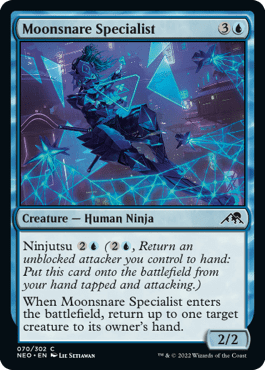 Moonsnare Specialist 3
Creature — Human Ninja
Ninjutsu 2 (2, Return an
unblocked attacker you control to hand:
Put this card onto the battlefield from
your hand tapped and attacking.)
When Moonsnare Specialist enters
the battlefield, return up to one target
creature to its owner's hand.
2/2
070/302 C
NEO • EN Lie Setiawan
™ & © 2022 Wizards of the Coast